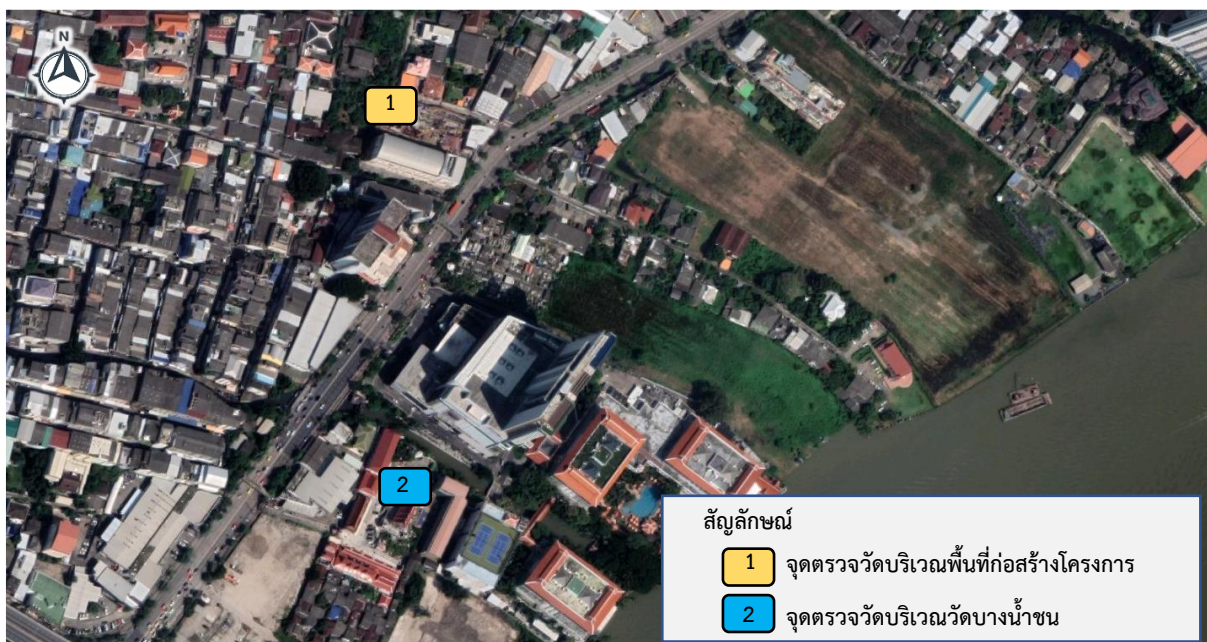 N
1
2
สัญลักษณ์
1 จุดตรวจวัดบริเวณพื้นที่ก่อสร้างโครงการ
2 จุดตรวจวัดบริเวณวัดบางน้ำชน